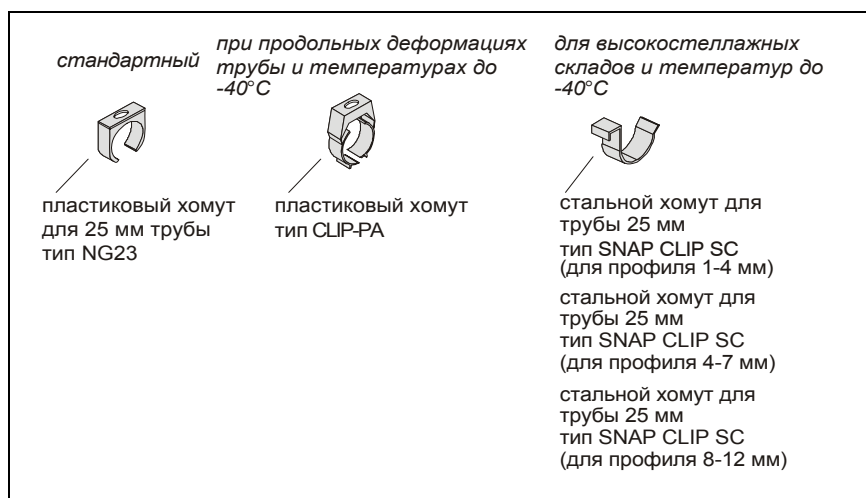 стандартный
при продольных деформациях
трубы и температурах до
-40°С
для высокостеллажных
складов и температур до
-40°С
пластиковый хомут
для 25 мм трубы
тип NG23
пластиковый хомут
тип CLIP-PA
стальной хомут для
трубы 25 мм
тип SNAP CLIP SC
(для профиля 1-4 мм)
стальной хомут для
трубы 25 мм
тип SNAP CLIP SC
(для профиля 4-7 мм)
стальной хомут для
трубы 25 мм
тип SNAP CLIP SC
(для профиля 8-12 мм)